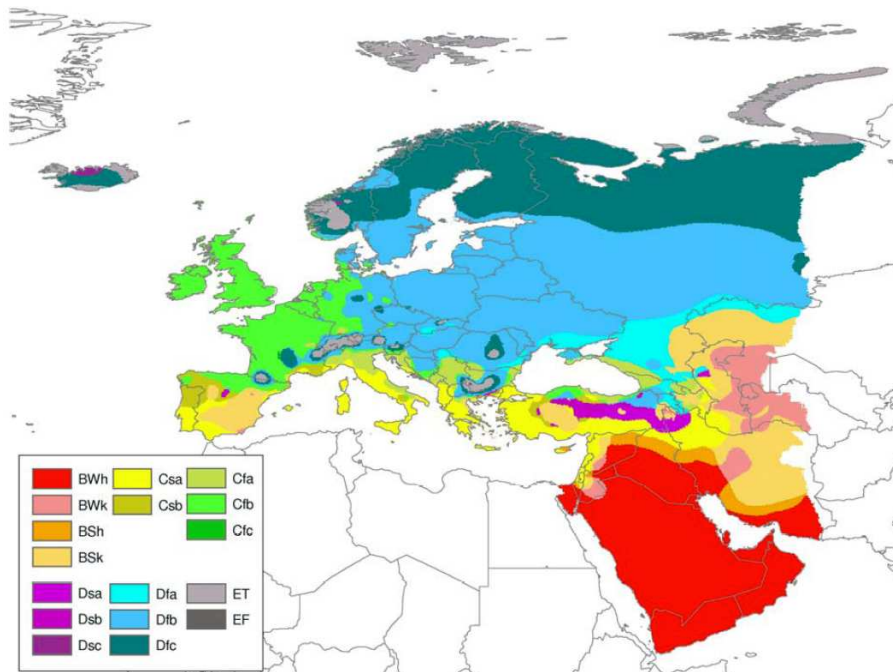 BWh Csa Cfa
BWk Csb Cfb
BSh Cfc
BSk
Dsa Dfa ET
Dsb Dfb EF
Dsc Dfc